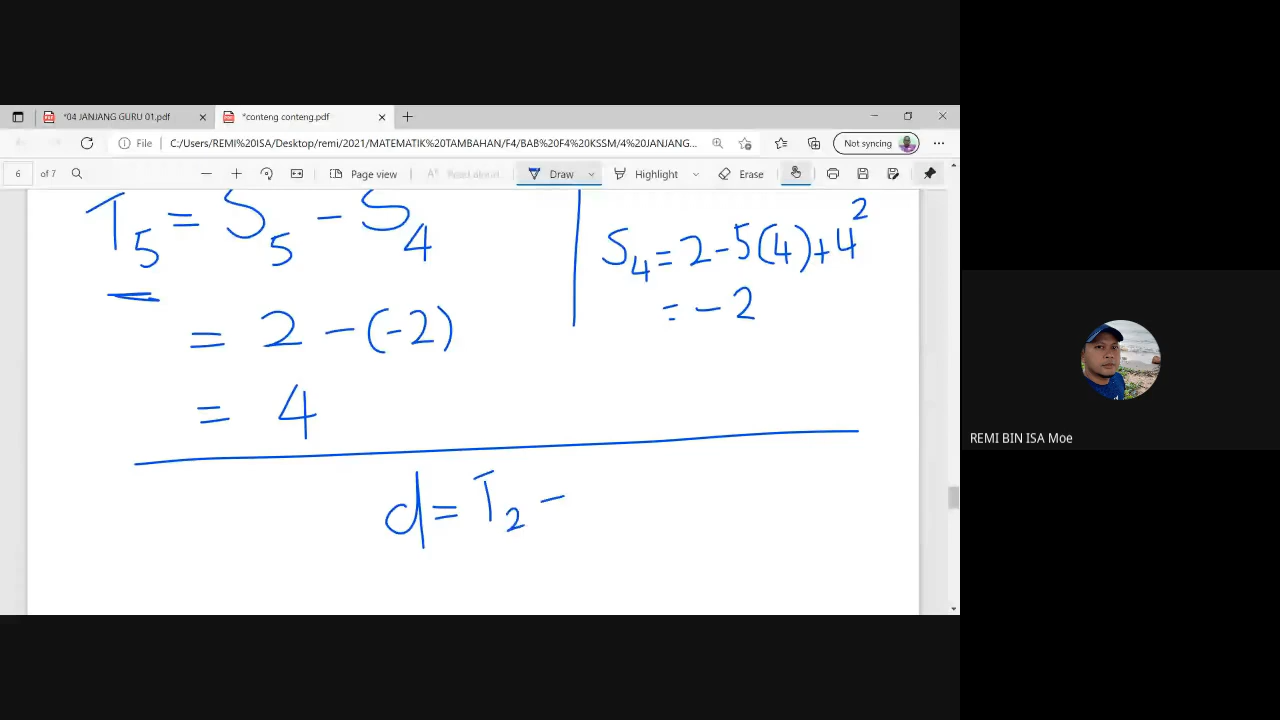 *04 JANJANG GURU 01.pdf
*conteng conteng.pdf
File
C:/Users/REMI%20ISA/Desktop/remi/2021/MATEMATIK%20TAMBAHAN/F4/BAB%20F4%20KSSM/4%20JANJANG...
Not syncing
6 of 7
Page view
Read aloud
Draw
Highlight
Erase
T₅ = S₅ - S₄
= 2 - (-2)
= 4
S₄ = 2 - 5(4) + 4²
= -2
d = T₂ -
REMI BIN ISA Moe